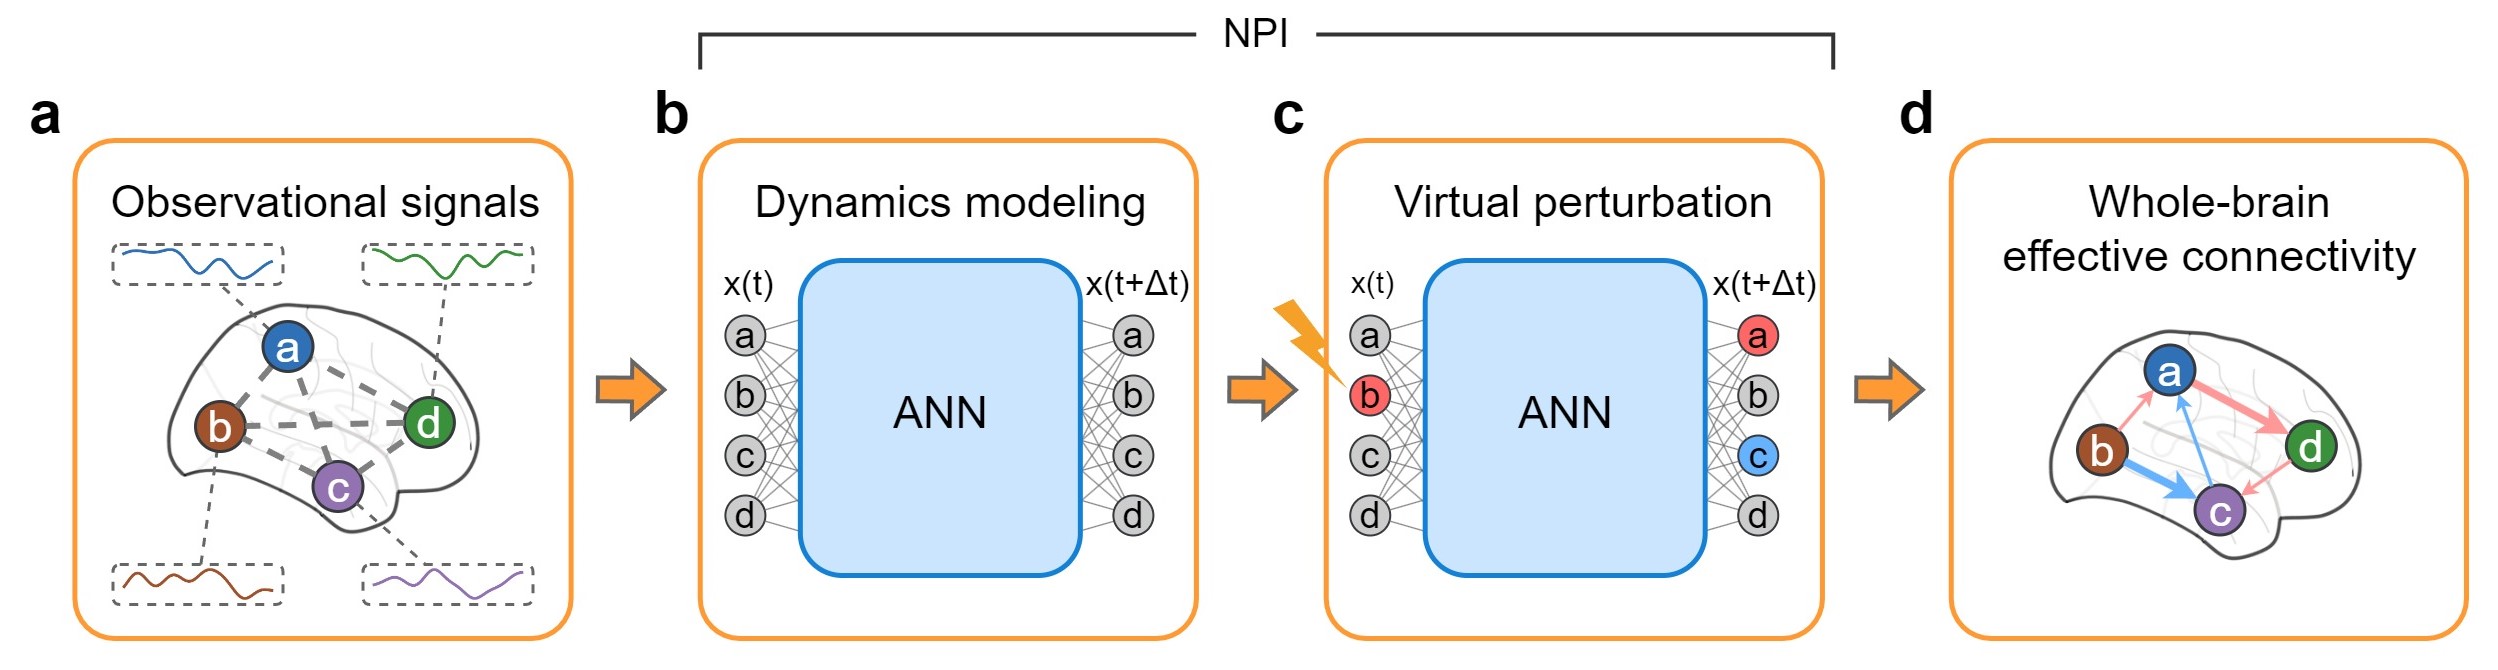 NPI
a
b
c
d
Observational signals
a
b
d
c
Dynamics modeling
x(t)
x(t+Δt)
a
b
c
d
ANN
a
b
c
d
Virtual perturbation
x(t)
x(t+Δt)
a
b
c
d
ANN
a
b
c
d
Whole-brain
effective connectivity
a
b
d
c